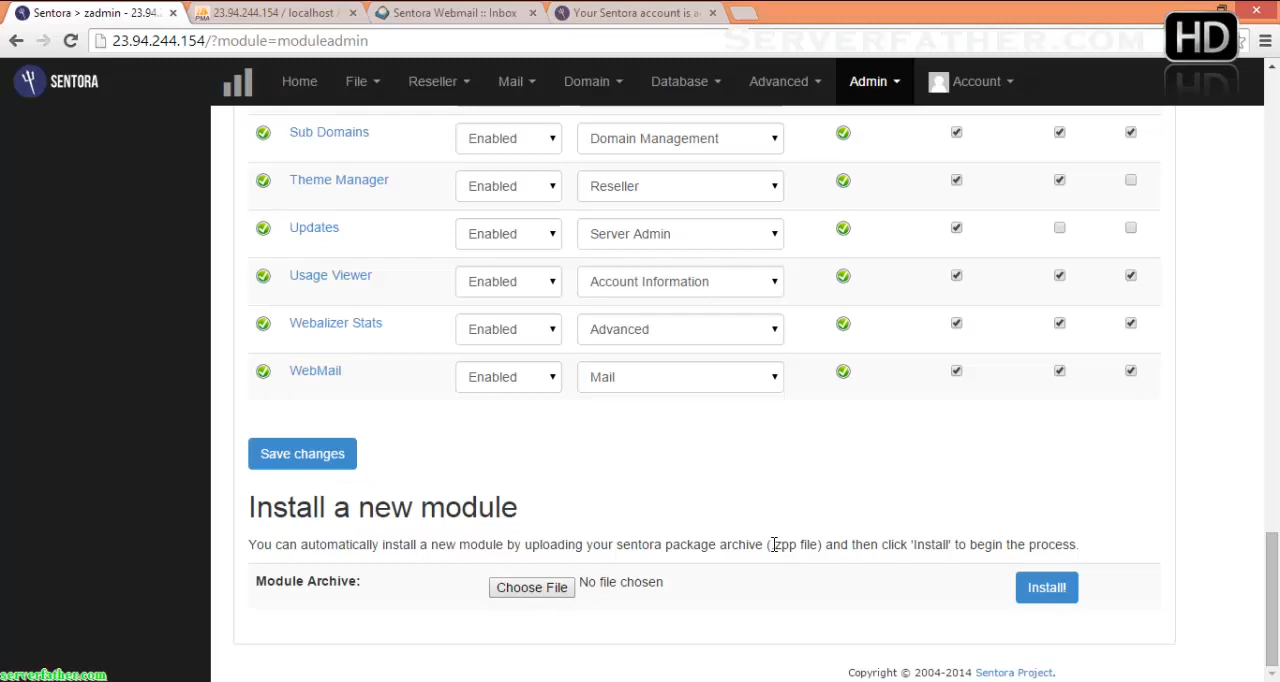 Sentora > zadmin - 23.94.
23.94.244.154 / localhost
Sentora Webmail :: Inbox
Your Sentora account is a
23.94.244.154/?module=moduleadmin
SERVERFATHER.COM
HD
SENTORA
Home
File
Reseller
Mail
Domain
Database
Advanced
Admin
Account
Sub Domains Enabled Domain Management
Theme Manager Enabled Reseller
Updates Enabled Server Admin
Usage Viewer Enabled Account Information
Webalizer Stats Enabled Advanced
WebMail Enabled Mail
Save changes
Install a new module
You can automatically install a new module by uploading your sentora package archive (.zpp file) and then click 'Install' to begin the process.
Module Archive: Choose File No file chosen Install!
Copyright © 2004-2014 Sentora Project.
serverfather.com